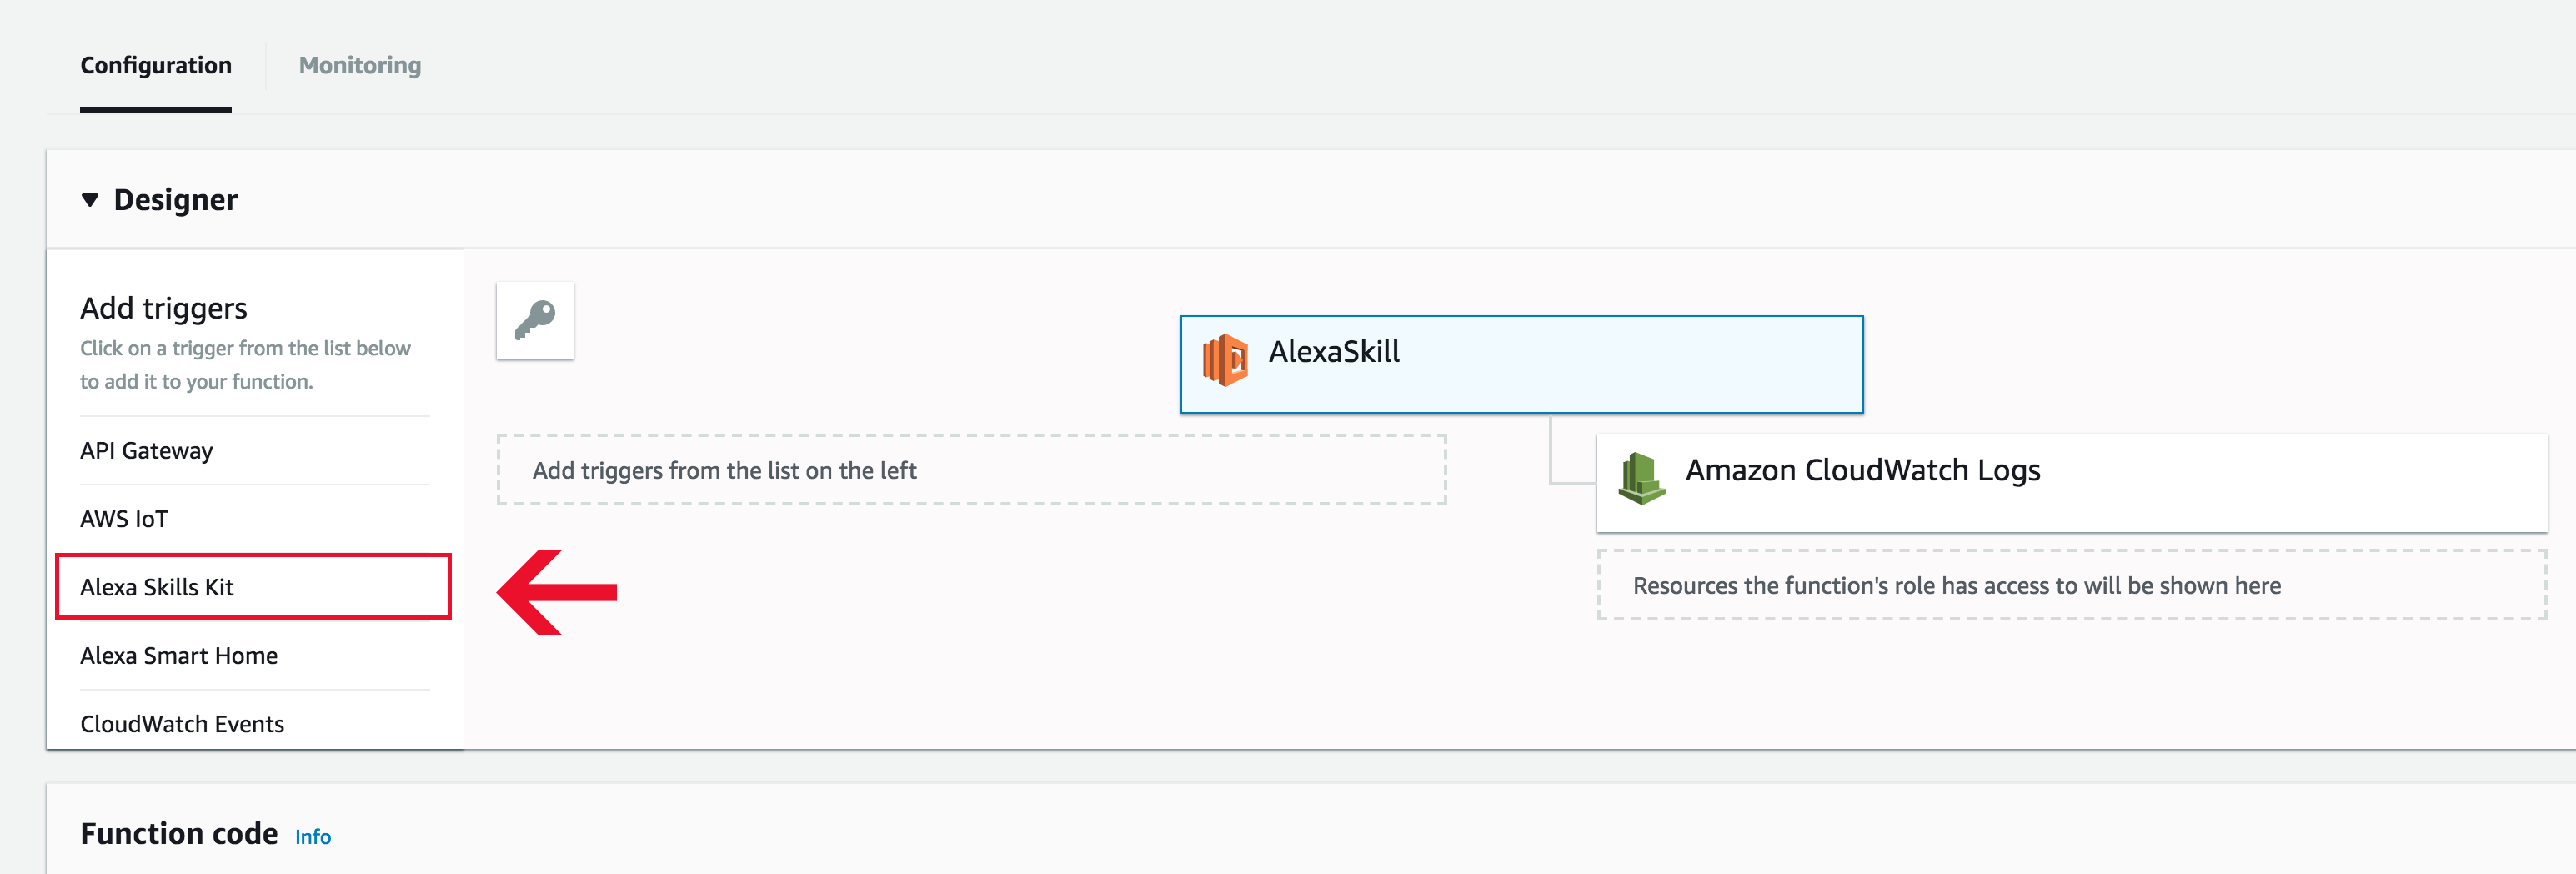 Configuration
Monitoring
Designer
Add triggers
Click on a trigger from the list below
to add it to your function.
API Gateway
AWS IoT
Alexa Skills Kit
Alexa Smart Home
CloudWatch Events
AlexaSkill
Add triggers from the list on the left
Amazon CloudWatch Logs
Resources the function's role has access to will be shown here
Function code Info